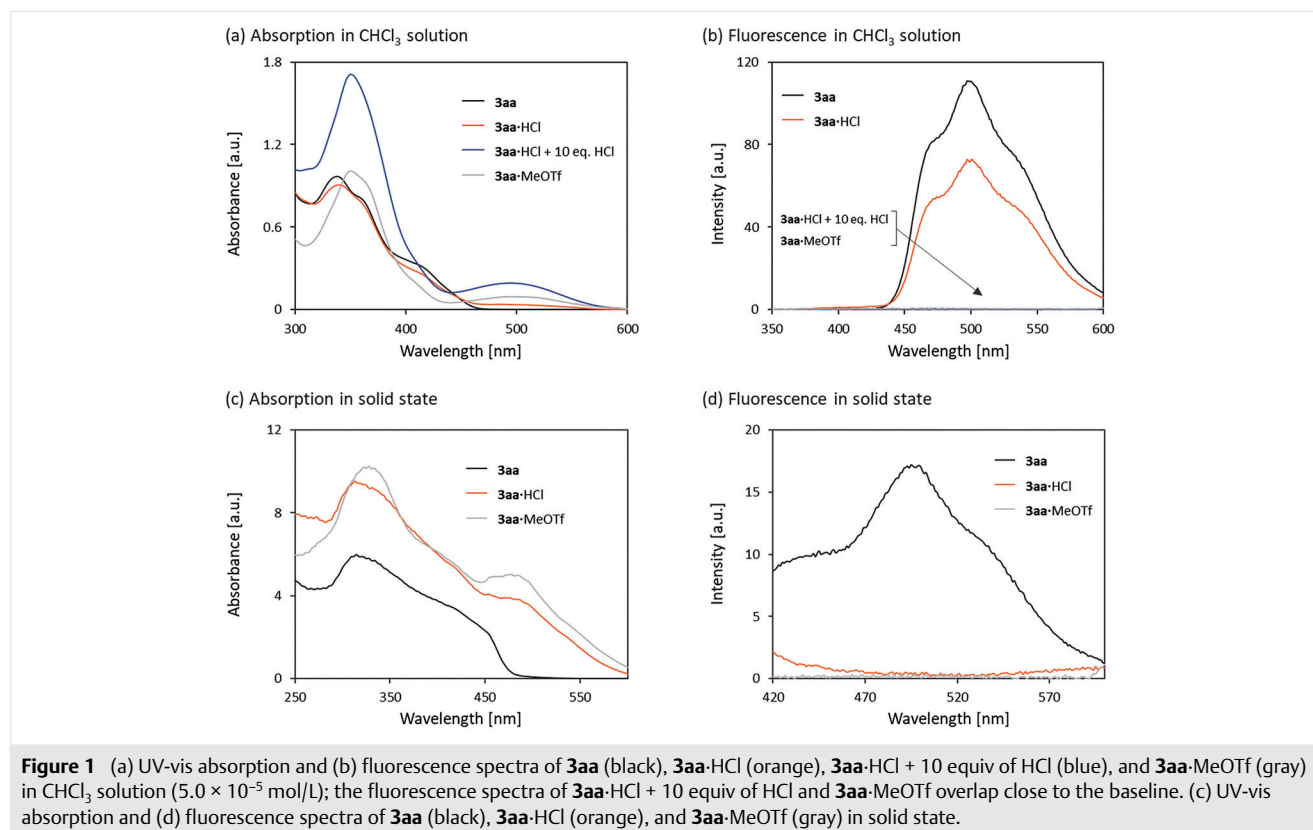 (a) Absorption in CHCl₃ solution
1.8
1.2
0.6
0
Absorbance [a.u.]
3aa
3aa·HCl
3aa·HCl + 10 eq. HCl
3aa·MeOTf
300 400 500 600
Wavelength [nm]
(b) Fluorescence in CHCl₃ solution
120
80
40
0
Intensity [a.u.]
3aa
3aa·HCl
3aa·HCl + 10 eq. HCl
3aa·MeOTf
350 400 450 500 550 600
Wavelength [nm]
(c) Absorption in solid state
12
8
4
0
Absorbance [a.u.]
3aa
3aa·HCl
3aa·MeOTf
250 350 450 550
Wavelength [nm]
(d) Fluorescence in solid state
20
15
10
5
0
Intensity [a.u.]
3aa
3aa·HCl
3aa·MeOTf
420 470 520 570
Wavelength [nm]
Figure 1 (a) UV-vis absorption and (b) fluorescence spectra of 3aa (black), 3aa·HCl (orange), 3aa·HCl + 10 equiv of HCl (blue), and 3aa·MeOTf (gray)
in CHCl₃ solution (5.0 × 10⁻⁵ mol/L); the fluorescence spectra of 3aa·HCl + 10 equiv of HCl and 3aa·MeOTf overlap close to the baseline. (c) UV-vis
absorption and (d) fluorescence spectra of 3aa (black), 3aa·HCl (orange), and 3aa·MeOTf (gray) in solid state.